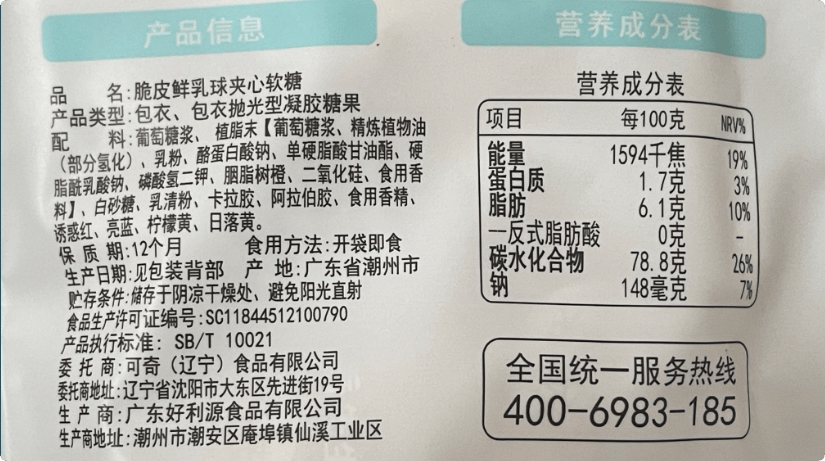 产品信息
品 名:脆皮鲜乳球夹心软糖
产品类型:包衣、包衣抛光型凝胶糖果
配 料:葡萄糖浆、植脂末【葡萄糖浆、精炼植物油
(部分氢化)、乳粉、酪蛋白酸钠、单硬脂酸甘油酯、硬
脂酰乳酸钠、磷酸氢二钾、胭脂树橙、二氧化硅、食用香
料】、白砂糖、乳清粉、卡拉胶、阿拉伯胶、食用香精、
诱惑红、亮蓝、柠檬黄、日落黄。
保 质 期:12个月 食用方法:开袋即食
生产日期:见包装背部 产 地:广东省潮州市
贮存条件:储存于阴凉干燥处、避免阳光直射
食品生产许可证编号:SC11844512100790
产品执行标准: SB/T 10021
委 托 商:可奇(辽宁)食品有限公司
委托商地址:辽宁省沈阳市大东区先进街19号
生 产 商:广东好利源食品有限公司
生产商地址:潮州市潮安区庵埠镇仙溪工业区
营养成分表
营养成分表
项目 每100克 NRV%
能量 1594千焦 19%
蛋白质 1.7克 3%
脂肪 6.1克 10%
--反式脂肪酸 0克 -
碳水化合物 78.8克 26%
钠 148毫克 7%
全国统一服务热线
400-6983-185